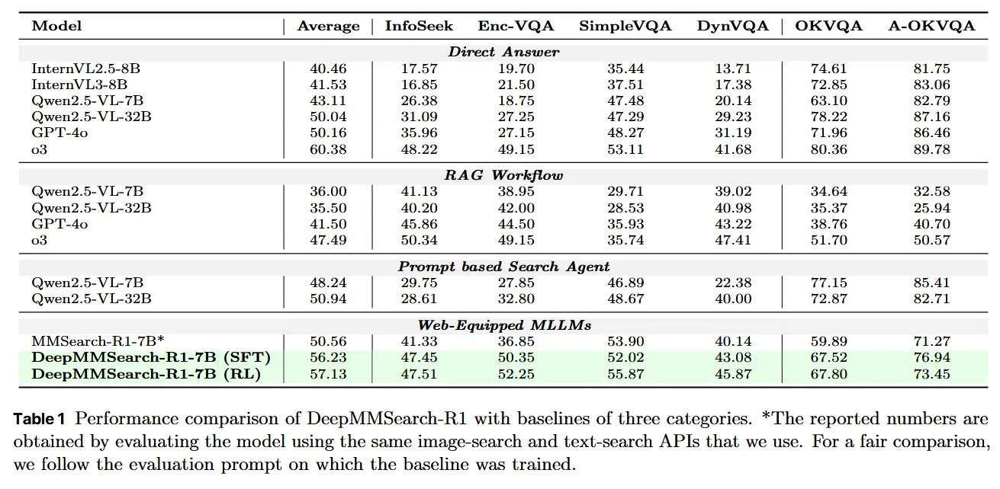 Model Average InfoSeek Enc-VQA SimpleVQA DynVQA OKVQA A-OKVQA
Direct Answer
InternVL2.5-8B 40.46 17.57 19.70 35.44 13.71 74.61 81.75
InternVL3-8B 41.53 16.85 21.50 37.51 17.38 72.85 83.06
Qwen2.5-VL-7B 43.11 26.38 18.75 47.48 20.14 63.10 82.79
Qwen2.5-VL-32B 50.04 31.09 27.25 47.29 29.23 78.22 87.16
GPT-4o 50.16 35.96 27.15 48.27 31.19 71.96 86.46
o3 60.38 48.22 49.15 53.11 41.68 80.36 89.78
RAG Workflow
Qwen2.5-VL-7B 36.00 41.13 38.95 29.71 39.02 34.64 32.58
Qwen2.5-VL-32B 35.50 40.20 42.00 28.53 40.98 35.37 25.94
GPT-4o 41.50 45.86 44.50 35.93 43.22 38.76 40.70
o3 47.49 50.34 49.15 35.74 47.41 51.70 50.57
Prompt based Search Agent
Qwen2.5-VL-7B 48.24 29.75 27.85 46.89 22.38 77.15 85.41
Qwen2.5-VL-32B 50.94 28.61 32.80 48.67 40.00 72.87 82.71
Web-Equipped MLLMs
MMSearch-R1-7B* 50.56 41.33 36.85 53.90 40.14 59.89 71.27
DeepMMSearch-R1-7B (SFT) 56.23 47.45 50.35 52.02 43.08 67.52 76.94
DeepMMSearch-R1-7B (RL) 57.13 47.51 52.25 55.87 45.87 67.80 73.45
Table 1 Performance comparison of DeepMMSearch-R1 with baselines of three categories. *The reported numbers are
obtained by evaluating the model using the same image-search and text-search APIs that we use. For a fair comparison,
we follow the evaluation prompt on which the baseline was trained.